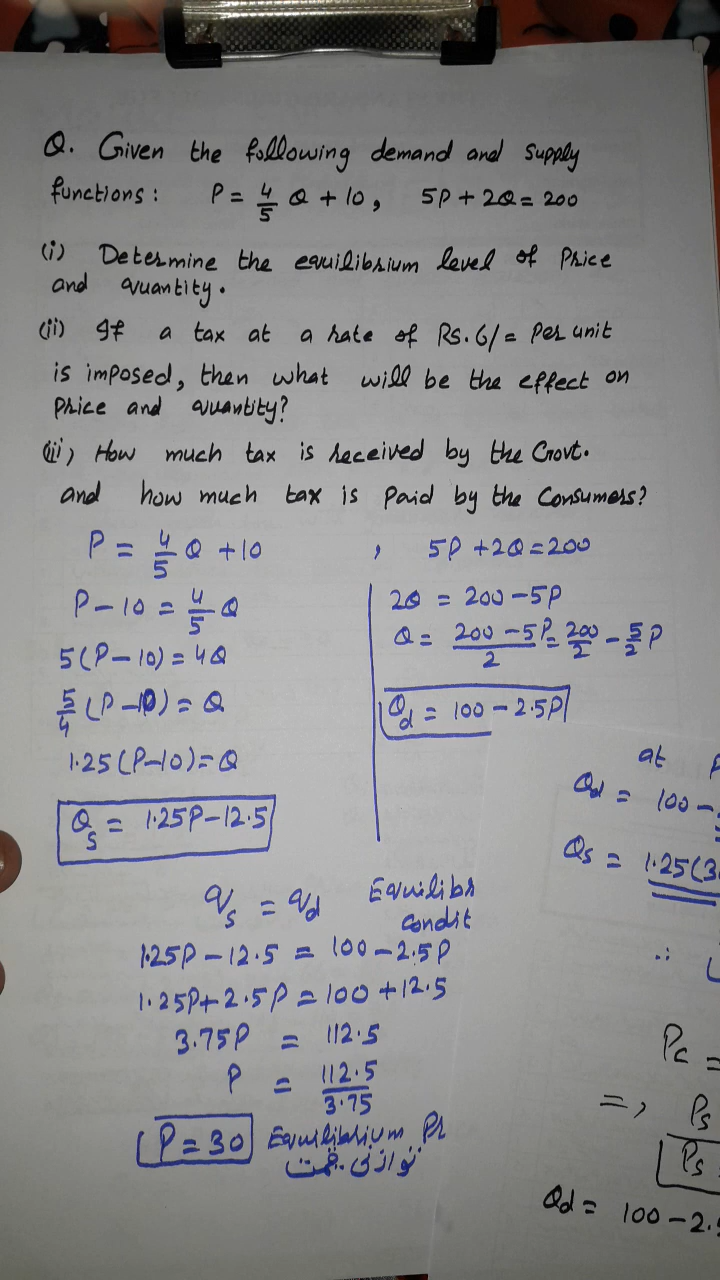 Q. Given the following demand and supply
functions: P = 4/5 Q + 10, 5P + 2Q = 200
(i) Determine the equilibrium level of Price
and quantity.
(ii) If a tax at a rate of RS. 6/= Per unit
is imposed, then what will be the effect on
Price and quantity?
(iii) How much tax is received by the Govt.
and how much tax is paid by the Consumers?
P = 4/5 Q + 10 , 5P + 2Q = 200
P - 10 = 4/5 Q
5(P - 10) = 4Q
5/4 (P - 10) = Q
1.25(P-10) = Q
Qs = 1.25P - 12.5
2Q = 200 - 5P
Q = 200 - 5P/2 = 200/2 - 5/2 P
Qd = 100 - 2.5P
qs = qd Equilibr
Condit
1.25P - 12.5 = 100 - 2.5P
1.25P + 2.5P = 100 + 12.5
3.75P = 112.5
P = 112.5/3.75
P = 30 Equilibrium Pr
توازنی قیمت
at P
Qd = 100 -
Qs = 1.25(3
∴
Pc =
=, Ps
Ps
Qd = 100 - 2.5